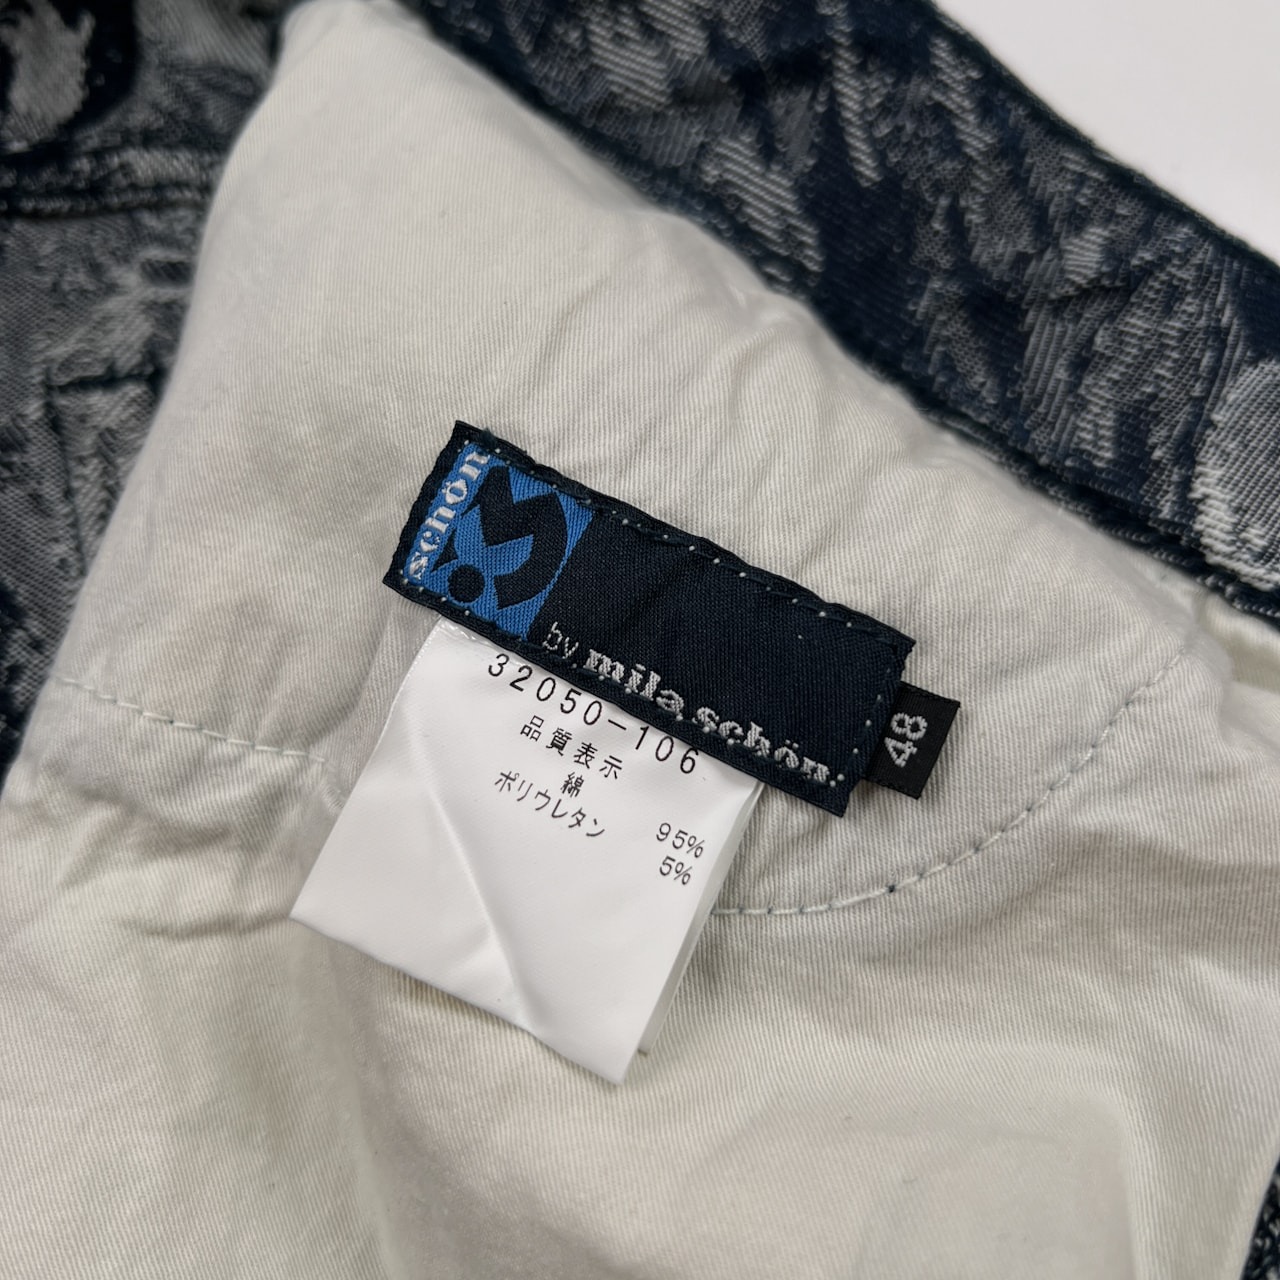 schön
by mila schön.
48
32050-106
品質表示
綿 95%
ポリウレタン 5%